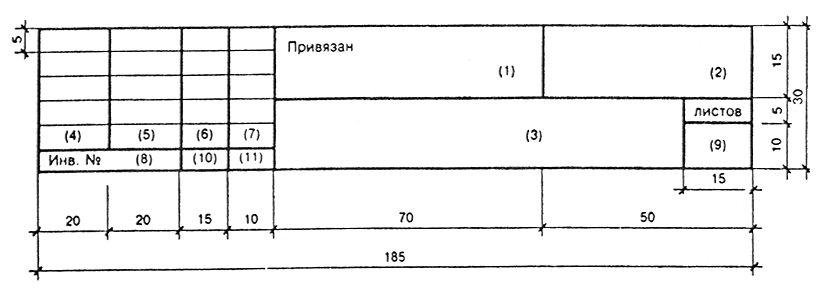 5
Привязан
(1)
(2)
15
30
листов
5
(4) (5) (6) (7)
(3)
(9)
10
Инв. № (8) (10) (11)
15
20 20 15 10 70 50
185